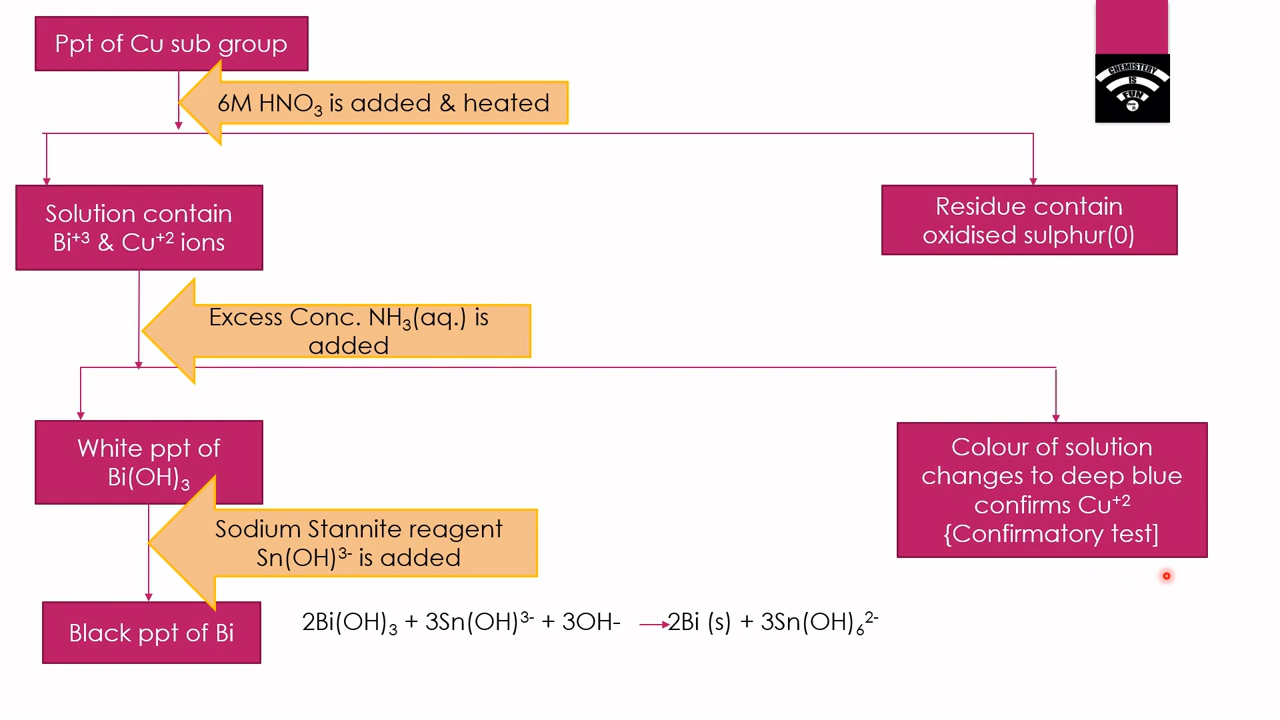 Ppt of Cu sub group
CHEMISTERY
IS
FUN
6M HNO₃ is added & heated
Solution contain
Bi⁺³ & Cu⁺² ions
Residue contain
oxidised sulphur(0)
Excess Conc. NH₃(aq.) is
added
White ppt of
Bi(OH)₃
Colour of solution
changes to deep blue
confirms Cu⁺²
{Confirmatory test]
Sodium Stannite reagent
Sn(OH)³⁻ is added
Black ppt of Bi
2Bi(OH)₃ + 3Sn(OH)³⁻ + 3OH- → 2Bi (s) + 3Sn(OH)₆²⁻